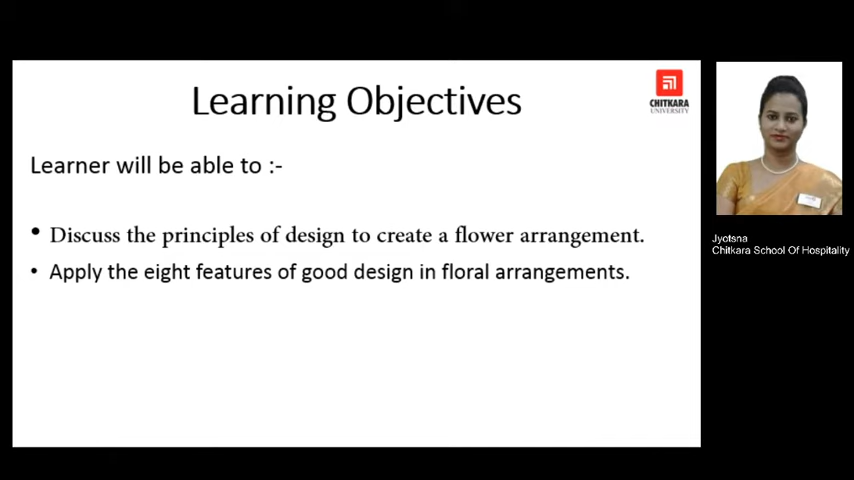 Learning Objectives
CHITKARA
UNIVERSITY
Learner will be able to :-
• Discuss the principles of design to create a flower arrangement.
• Apply the eight features of good design in floral arrangements.
Jyotsna
Chitkara School Of Hospitality